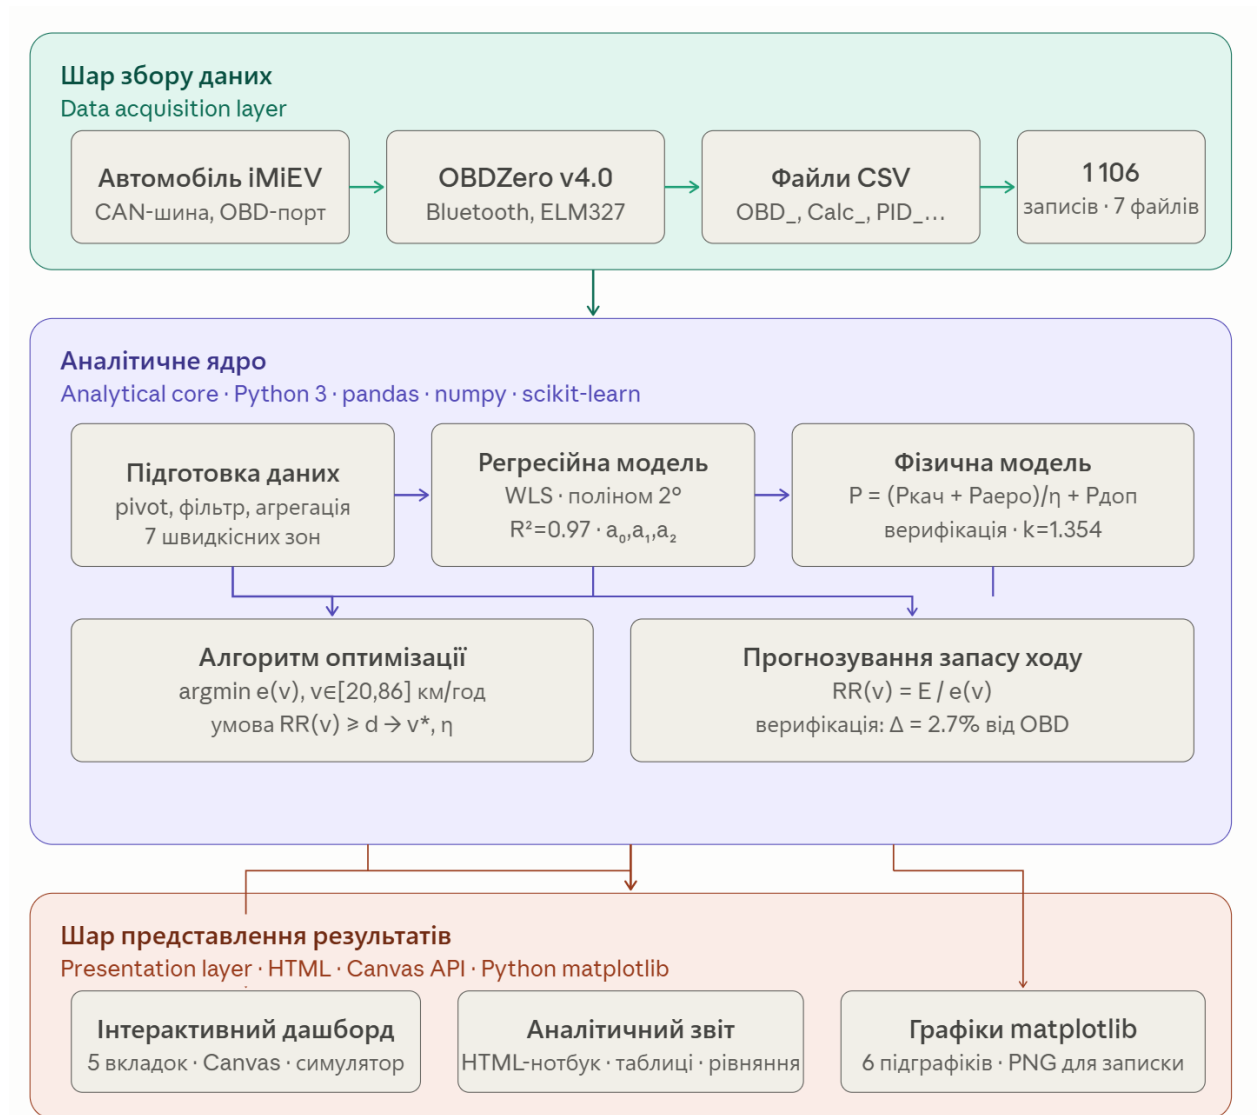 Шар збору даних
Data acquisition layer
Автомобіль iMiEV
CAN-шина, OBD-порт
OBDZero v4.0
Bluetooth, ELM327
Файли CSV
OBD_, Calc_, PID_...
1 106
записів · 7 файлів
Аналітичне ядро
Analytical core · Python 3 · pandas · numpy · scikit-learn
Підготовка даних
pivot, фільтр, агрегація
7 швидкісних зон
Регресійна модель
WLS · поліном 2°
R²=0.97 · a₀,a₁,a₂
Фізична модель
P = (Pкач + Pаеро)/η + Pдоп
верифікація · k=1.354
Алгоритм оптимізації
argmin e(v), v∈[20,86] км/год
умова RR(v) ≥ d → v*, η
Прогнозування запасу ходу
RR(v) = E / e(v)
верифікація: Δ = 2.7% від OBD
Шар представлення результатів
Presentation layer · HTML · Canvas API · Python matplotlib
Інтерактивний дашборд
5 вкладок · Canvas · симулятор
Аналітичний звіт
HTML-нотбук · таблиці · рівняння
Графіки matplotlib
6 підграфіків · PNG для записки